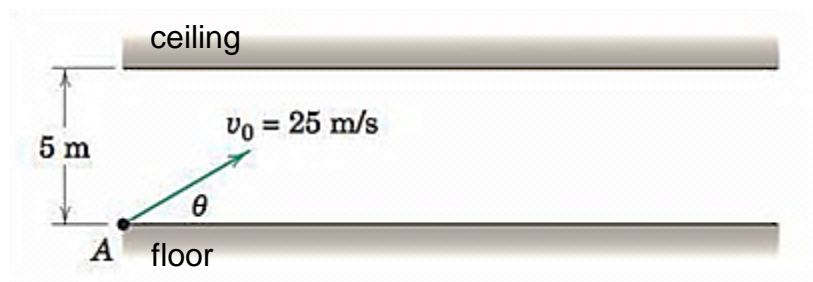 ceiling
v₀ = 25 m/s
5 m
θ
A
floor